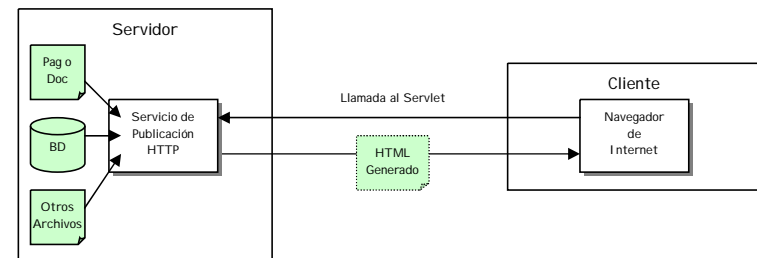 Servidor
Pag o
Doc
BD
Otros
Archivos
Servicio de
Publicación
HTTP
Llamada al Servlet
HTML
Generado
Cliente
Navegador
de
Internet